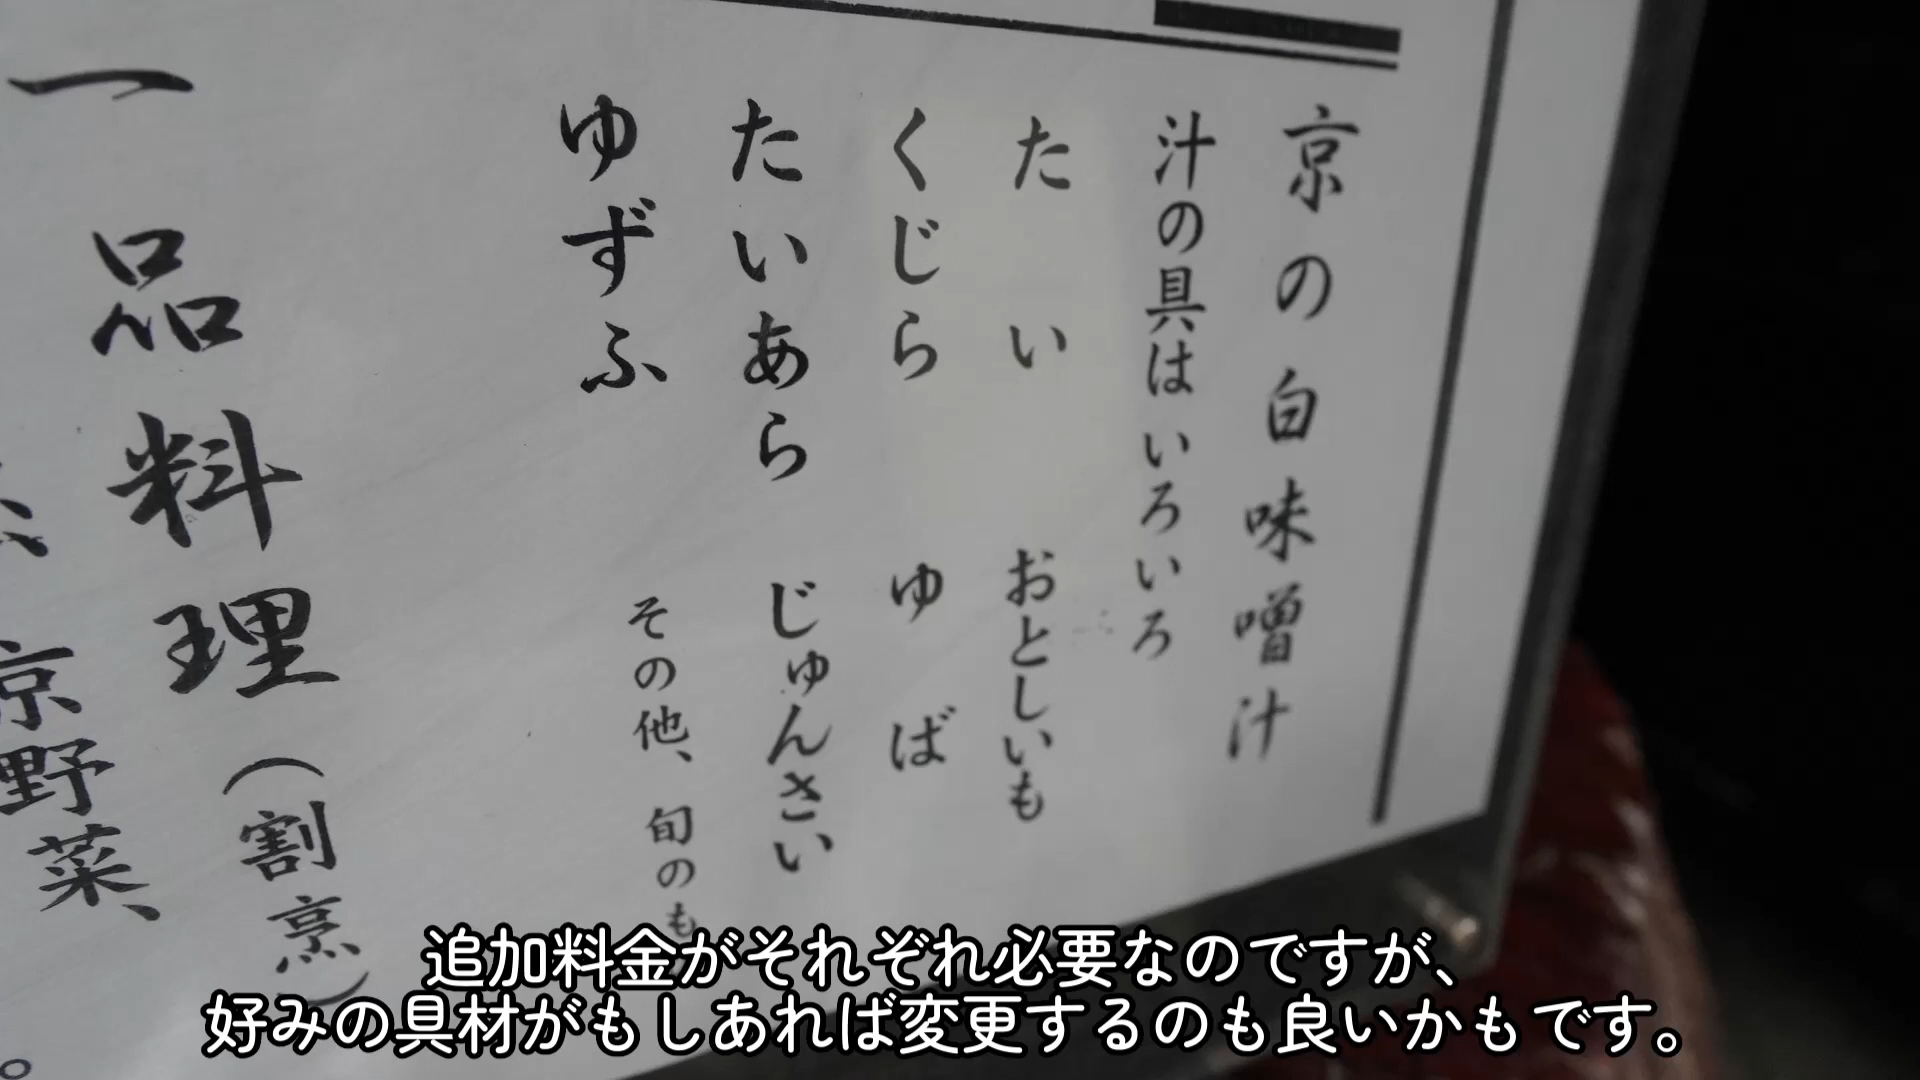 京の白味噌汁
汁の具はいろいろ
たい おとしいも
くじら ゆば
たいあら じゅんさい
ゆずふ その他、旬のも
一品料理(割烹)
京野菜、
追加料金がそれぞれ必要なのですが、
好みの具材がもしあれば変更するのも良いかもです。